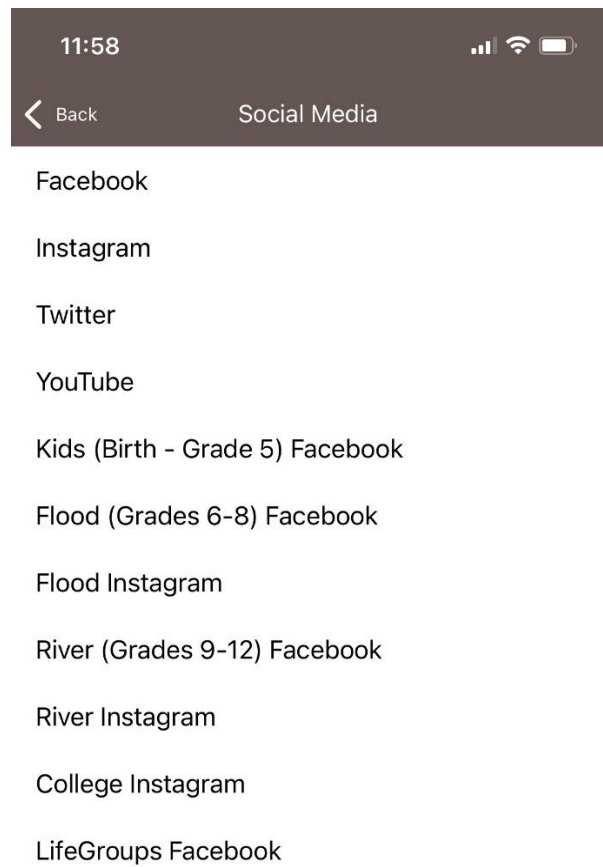 11:58
Back
Social Media
Facebook
Instagram
Twitter
YouTube
Kids (Birth - Grade 5) Facebook
Flood (Grades 6-8) Facebook
Flood Instagram
River (Grades 9-12) Facebook
River Instagram
College Instagram
LifeGroups Facebook